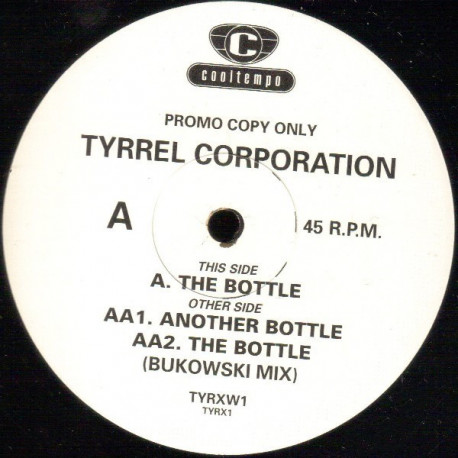 C
cooltempo
PROMO COPY ONLY
TYRREL CORPORATION
A
45 R.P.M.
THIS SIDE
A. THE BOTTLE
OTHER SIDE
AA1. ANOTHER BOTTLE
AA2. THE BOTTLE
(BUKOWSKI MIX)
TYRXW1
TYRX1